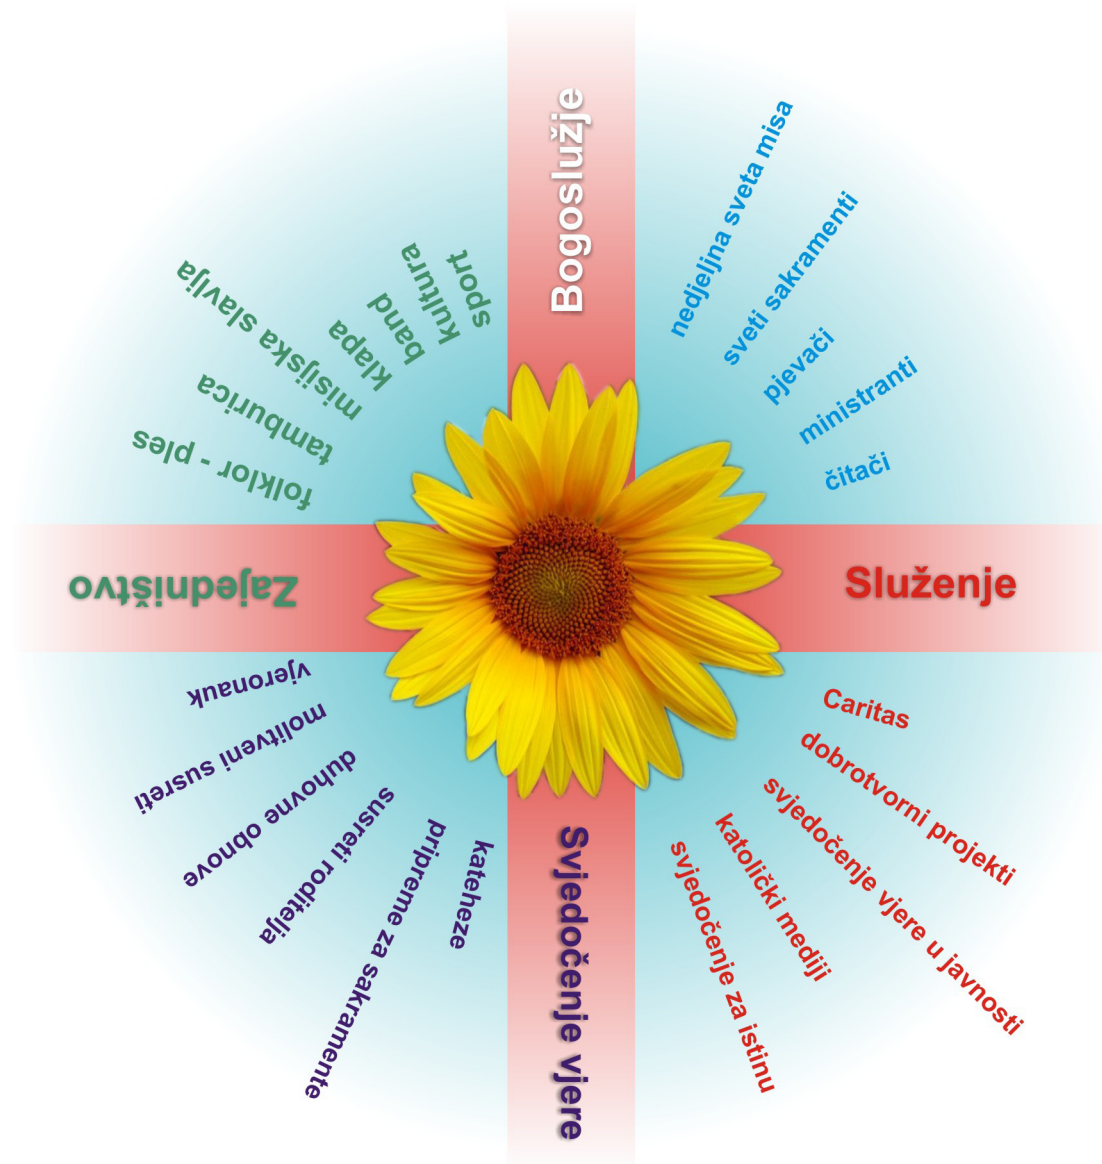 Bogoslužje
nedjeljna sveta misa
sveti sakramenti
pjevači
ministranti
čitači
Služenje
Caritas
dobrotvorni projekti
svjedočenje vjere u javnosti
katolički mediji
svjedočenje za istinu
Svjedočenje vjere
kateheze
pripreme za sakramente
susreti roditelja
duhovne obnove
molitveni susreti
vjeronauk
Zajedništvo
folklor - ples
tamburica
misijska slavlja
klapa
band
kultura
sport